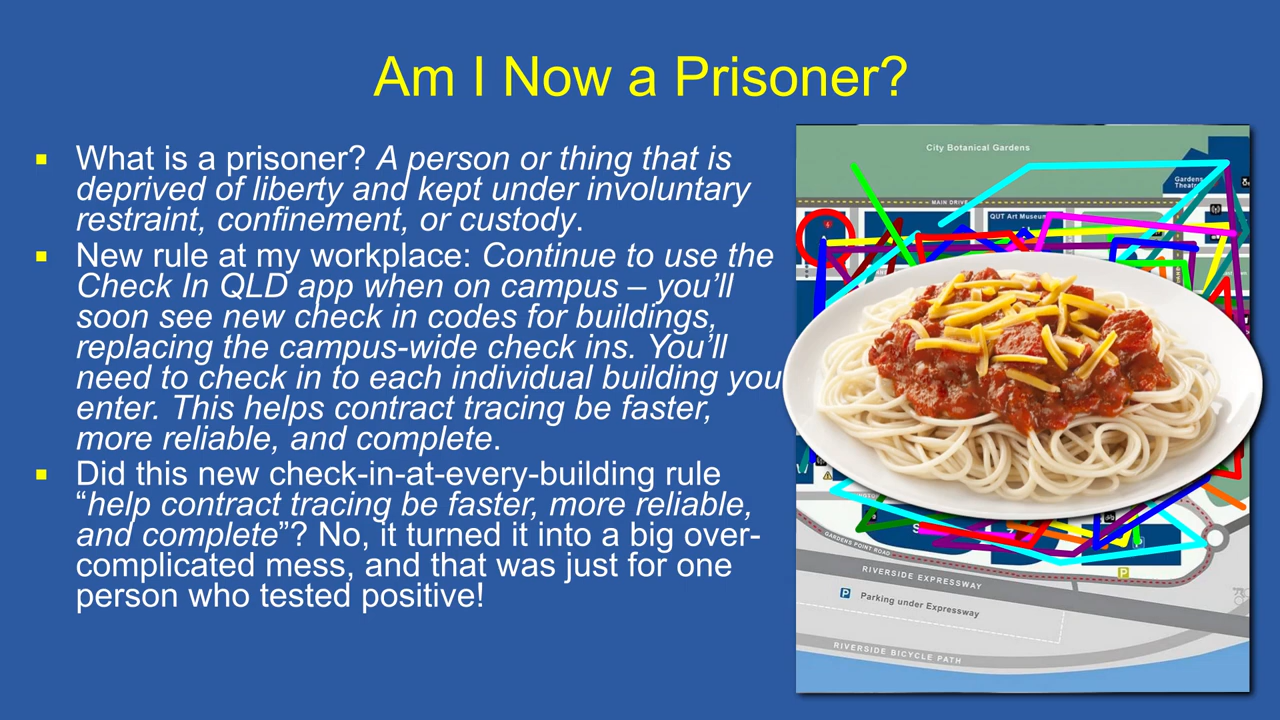 Am I Now a Prisoner?
What is a prisoner? A person or thing that is
deprived of liberty and kept under involuntary
restraint, confinement, or custody.
New rule at my workplace: Continue to use the
Check In QLD app when on campus – you’ll
soon see new check in codes for buildings,
replacing the campus-wide check ins. You’ll
need to check in to each individual building you
enter. This helps contract tracing be faster,
more reliable, and complete.
Did this new check-in-at-every-building rule
“help contract tracing be faster, more reliable,
and complete”? No, it turned it into a big over-
complicated mess, and that was just for one
person who tested positive!
City Botanical Gardens
Gardens
Theatre
MAIN DRIVE
QUT Art Museum
GARDENS POINT ROAD
RIVERSIDE EXPRESSWAY
P
P Parking under Expressway
RIVERSIDE BICYCLE PATH